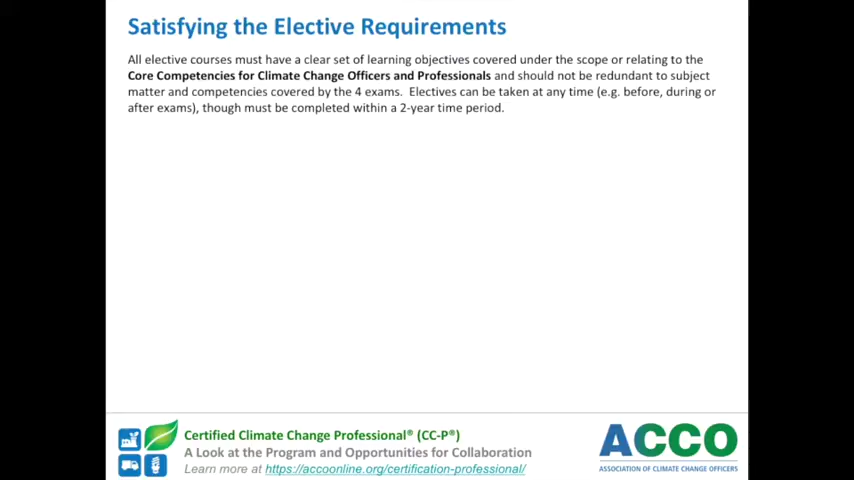 Satisfying the Elective Requirements
All elective courses must have a clear set of learning objectives covered under the scope or relating to the
Core Competencies for Climate Change Officers and Professionals and should not be redundant to subject
matter and competencies covered by the 4 exams. Electives can be taken at any time (e.g. before, during or
after exams), though must be completed within a 2-year time period.
Certified Climate Change Professional® (CC-P®)
A Look at the Program and Opportunities for Collaboration
Learn more at https://accoonline.org/certification-professional/
ACCO
ASSOCIATION OF CLIMATE CHANGE OFFICERS